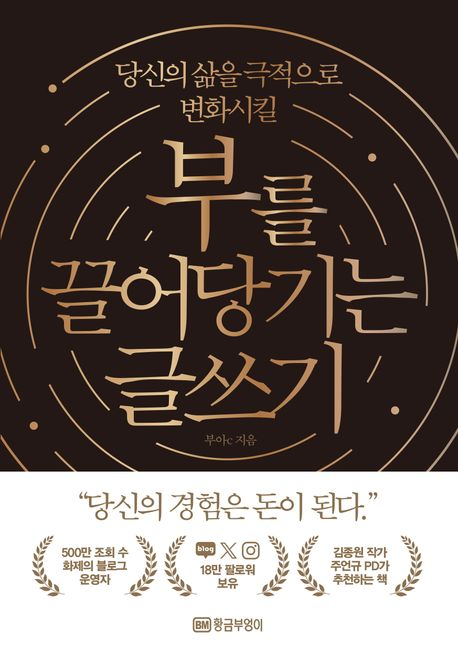 당신의 삶을 극적으로
변화시킬
부를
끌어당기는
글쓰기
부아c 지음
“당신의 경험은 돈이 된다.”
500만 조회 수
화제의 블로그
운영자
blog
18만 팔로워
보유
김종원 작가
주언규 PD가
추천하는 책
BM 황금부엉이